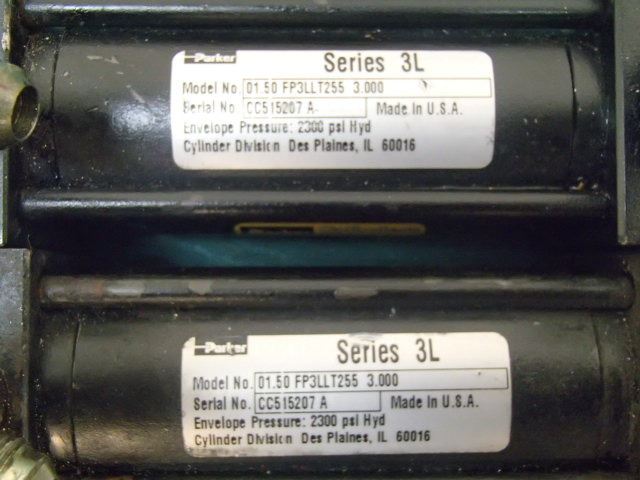 Parker
Series 3L
Model No. 01.50 FP3LLT255 3.000
Serial No. CC515207 A
Made In U.S.A.
Envelope Pressure: 2300 psi Hyd
Cylinder Division Des Plaines, IL 60016
Parker
Series 3L
Model No. 01.50 FP3LLT255 3.000
Serial No. CC515207 A
Made In U.S.A.
Envelope Pressure: 2300 psi Hyd
Cylinder Division Des Plaines, IL 60016